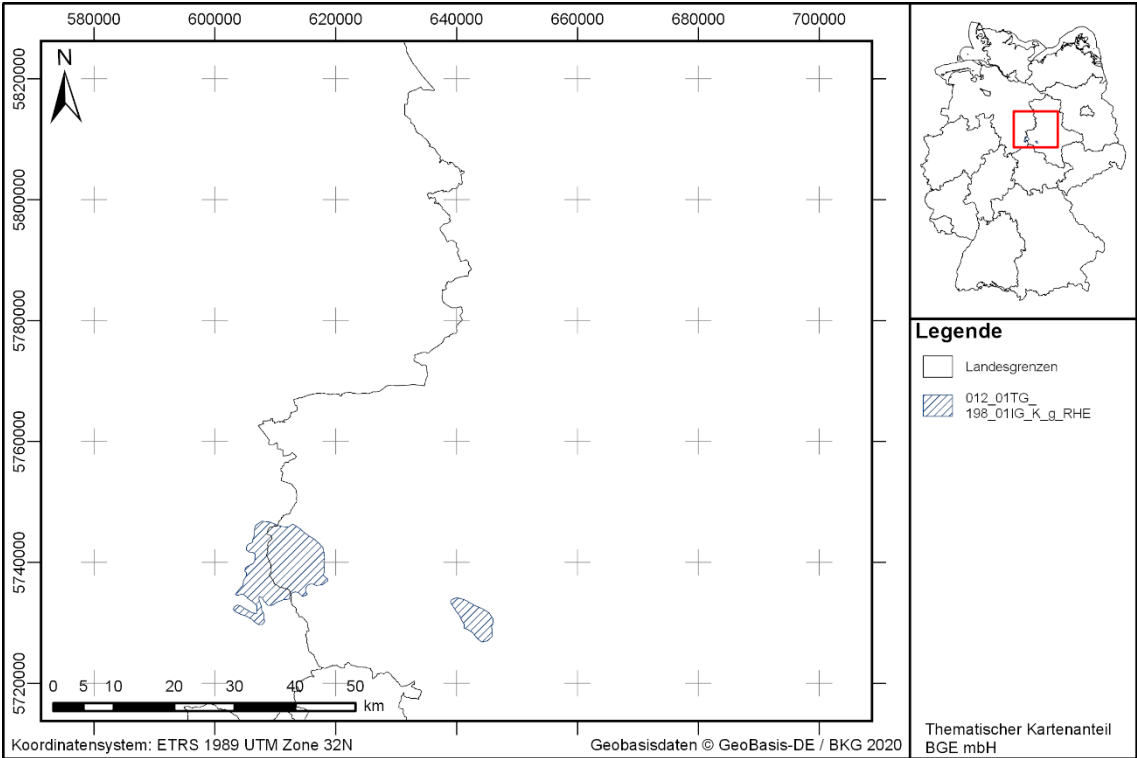 580000 600000 620000 640000 660000 680000 700000
N
5820000
5800000
5780000
5760000
5740000
5720000
0 5 10 20 30 40 50
km
Koordinatensystem: ETRS 1989 UTM Zone 32N
Geobasisdaten © GeoBasis-DE / BKG 2020
Legende
Landesgrenzen
012_01TG_
198_01IG_K_g_RHE
Thematischer Kartenanteil
BGE mbH